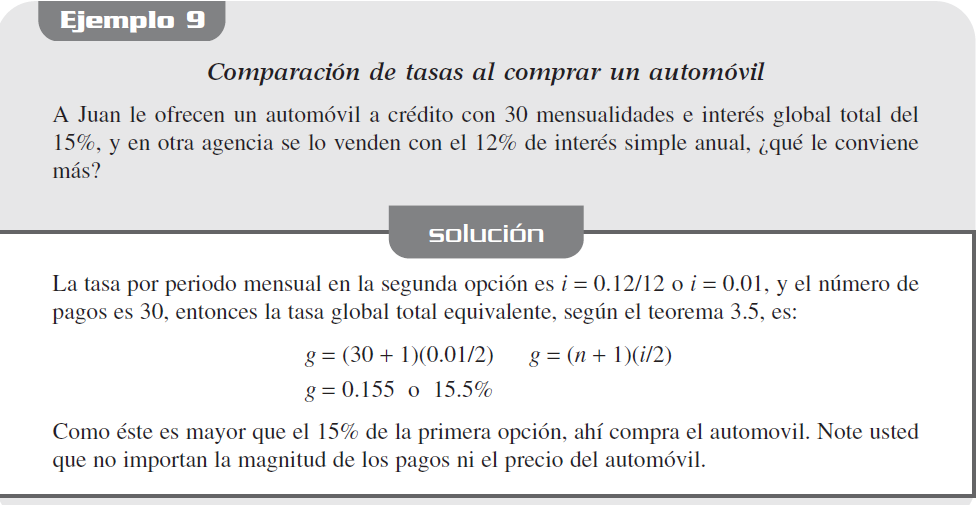 Ejemplo 9
Comparación de tasas al comprar un automóvil
A Juan le ofrecen un automóvil a crédito con 30 mensualidades e interés global total del
15%, y en otra agencia se lo venden con el 12% de interés simple anual, ¿qué le conviene
más?
solución
La tasa por periodo mensual en la segunda opción es i = 0.12/12 o i = 0.01, y el número de
pagos es 30, entonces la tasa global total equivalente, según el teorema 3.5, es:
g = (30 + 1)(0.01/2) g = (n + 1)(i/2)
g = 0.155 o 15.5%
Como éste es mayor que el 15% de la primera opción, ahí compra el automovil. Note usted
que no importan la magnitud de los pagos ni el precio del automóvil.